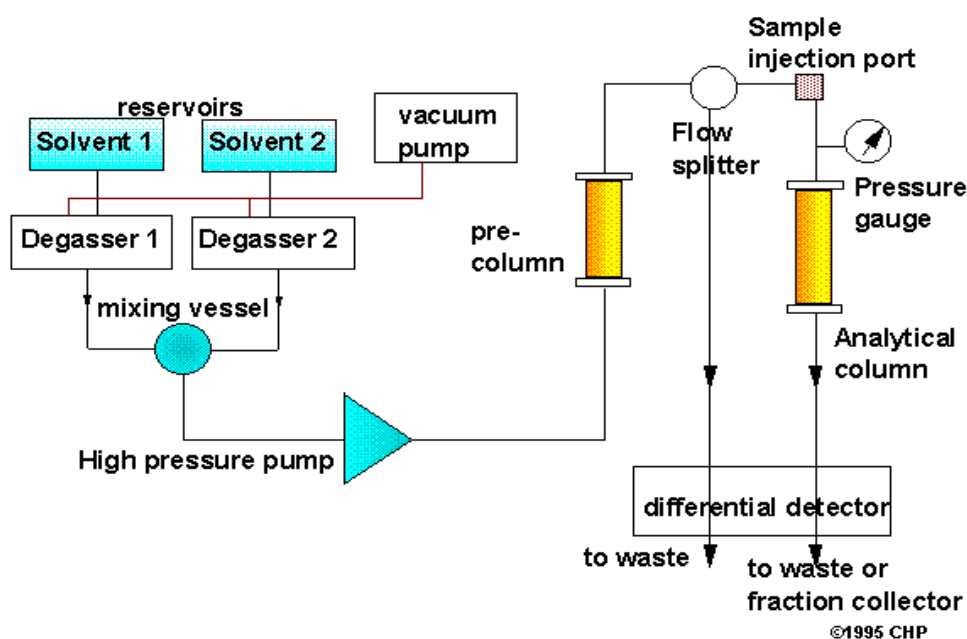 Sample
injection port
reservoirs
vacuum
pump
Solvent 1
Solvent 2
Flow
splitter
Pressure
gauge
Degasser 1
Degasser 2
pre-
column
mixing vessel
Analytical
column
High pressure pump
differential detector
to waste
to waste or
fraction collector
©1995 CHP